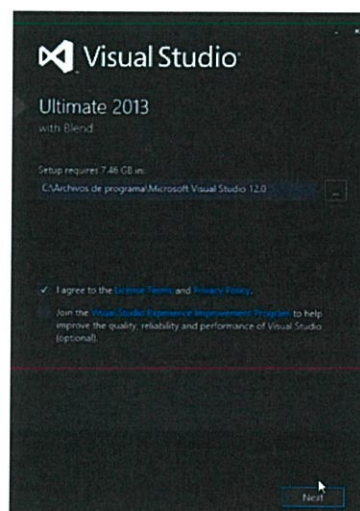 Visual Studio
Ultimate 2013
with Blend
Setup requires 7.46 GB in:
C:\Archivos de programa\Microsoft Visual Studio 12.0
...
I agree to the License Terms and Privacy Policy.
Join the Visual Studio Experience Improvement Program to help
improve the quality, reliability and performance of Visual Studio
(optional).
Next